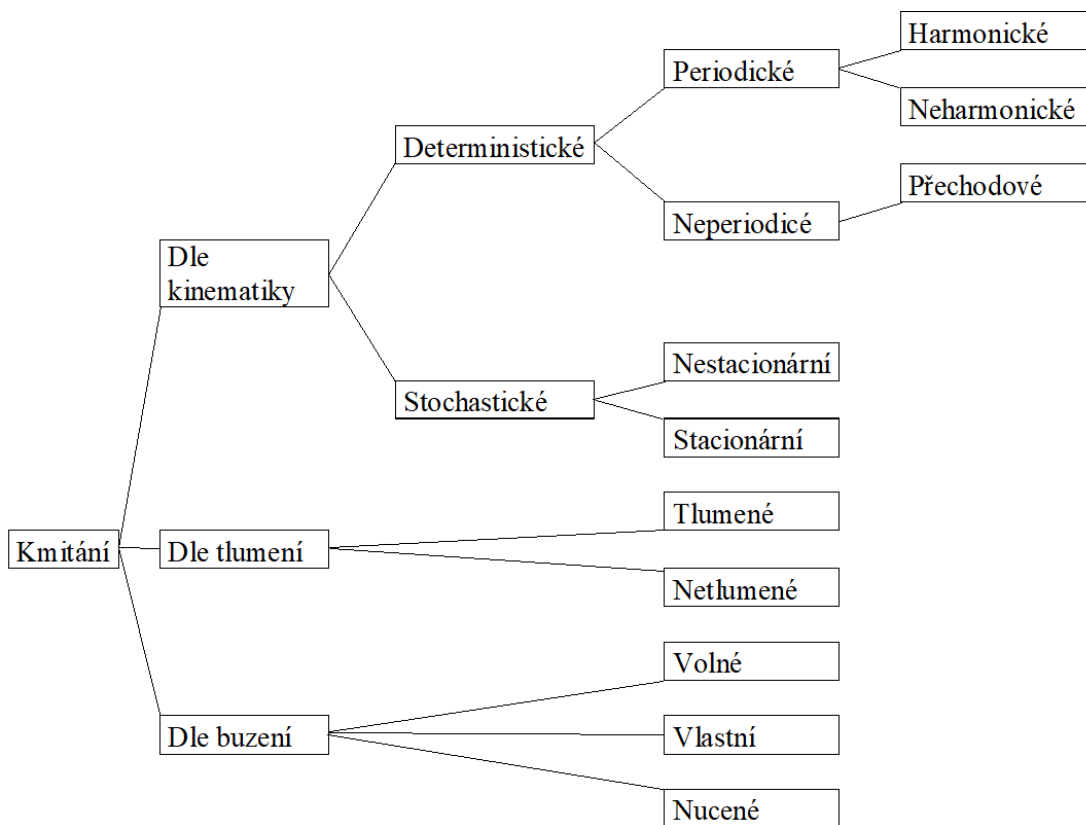 Harmonické
Periodické
Neharmonické
Deterministické
Přechodové
Neperiodicé
Dle
kinematiky
Nestacionární
Stochastické
Stacionární
Tlumené
Kmitání
Dle tlumení
Netlumené
Volné
Dle buzení
Vlastní
Nucené